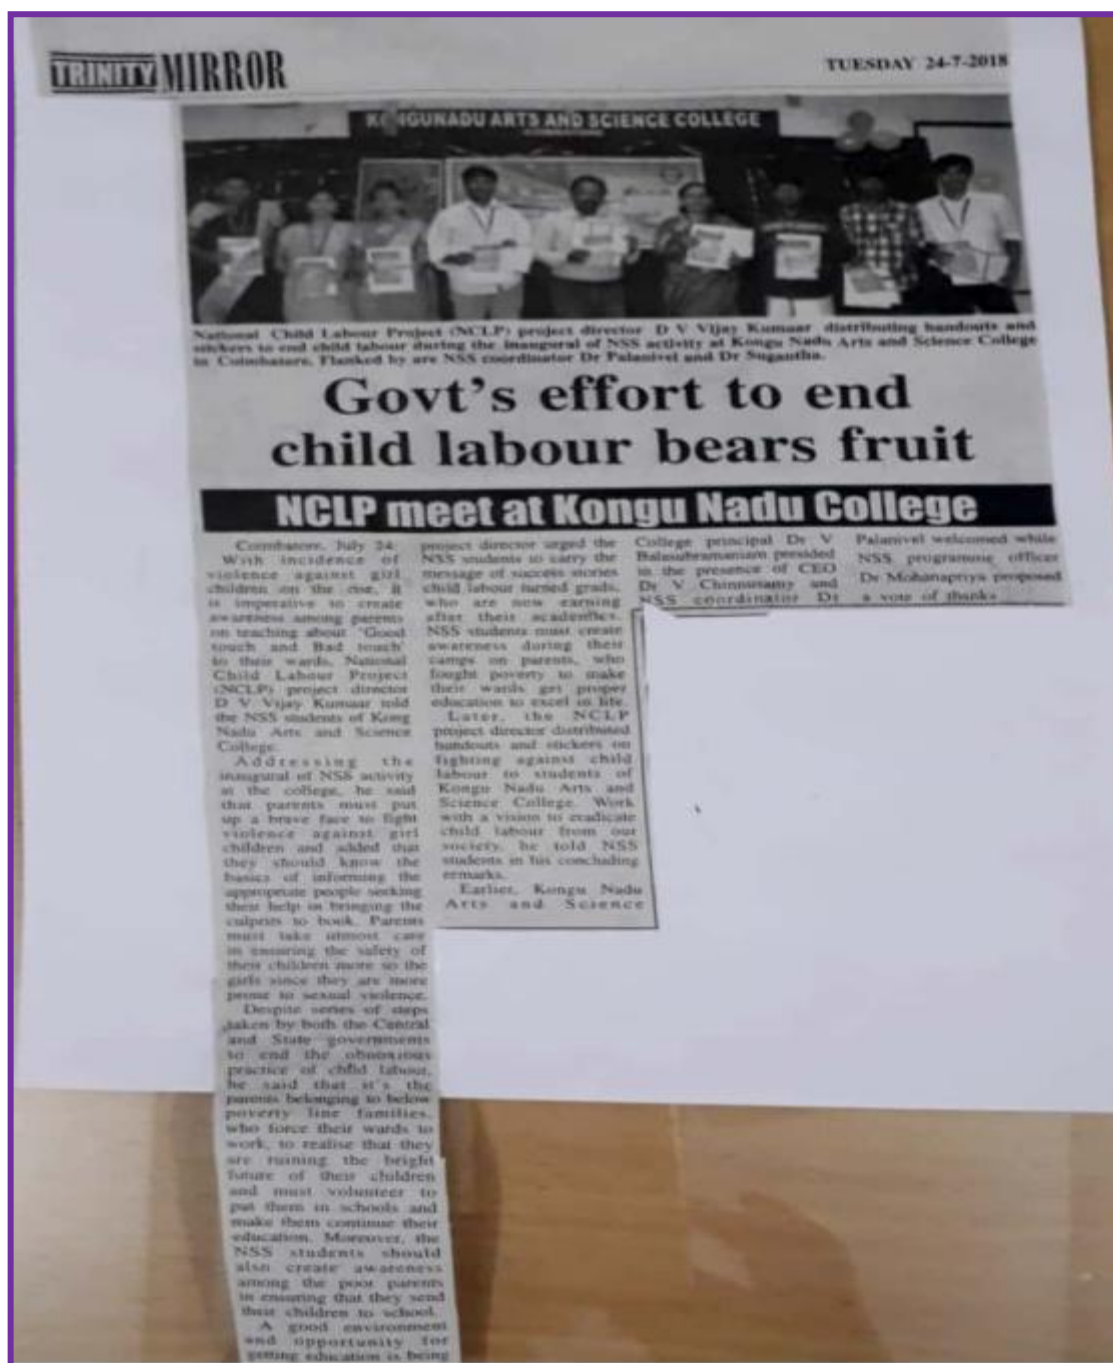 TRINITY MIRROR
TUESDAY 24-7-2018
KONGUNADU ARTS AND SCIENCE COLLEGE
National Child Labour Project (NCLP) project director D V Vijay Kumaar distributing handouts and
stickers to end child labour during the inaugural of NSS activity at Kongu Nadu Arts and Science College
in Coimbatore. Flanked by are NSS coordinator Dr Palanivel and Dr Sugantha.
Govt's effort to end
child labour bears fruit
NCLP meet at Kongu Nadu College
Coimbatore, July 24:
With incidence of
violence against girl
children on the rise, it
is imperative to create
awareness among parents
on teaching about 'Good
touch and Bad touch'
to their wards, National
Child Labour Project
(NCLP) project director
D V Vijay Kumaar told
the NSS students of Kong
Nadu Arts and Science
College.
Addressing the
inaugural of NSS activity
at the college, he said
that parents must put
up a brave face to fight
violence against girl
children and added that
they should know the
basics of informing the
appropriate people seeking
their help in bringing the
culprits to book. Parents
must take utmost care
in ensuring the safety of
their children more so the
girls since they are more
prone to sexual violence.
Despite series of steps
taken by both the Central
and State governments
to end the obnoxious
practice of child labour,
he said that it's the
parents belonging to below
poverty line families,
who force their wards to
work, to realise that they
are ruining the bright
future of their children
and must volunteer to
put them in schools and
make them continue their
education. Moreover, the
NSS students should
also create awareness
among the poor parents
in ensuring that they send
their children to school.
A good environment
and opportunity for
getting education is being
project director urged the
NSS students to carry the
message of success stories
child labour turned grads,
who are now earning
after their academics.
NSS students must create
awareness during their
camps on parents, who
fought poverty to make
their wards get proper
education to excel in life.
Later, the NCLP
project director distributed
handouts and stickers on
fighting against child
labour to students of
Kongu Nadu Arts and
Science College. Work
with a vision to eradicate
child labour from our
society, he told NSS
students in his concluding
remarks.
Earlier, Kongu Nadu
Arts and Science
College principal Dr V
Balasubramaniam presided
in the presence of CEO
Dr V Chinnusamy and
NSS coordinator Dr
Palanivel welcomed while
NSS programme officer
Dr Mohanapriya proposed
a vote of thanks